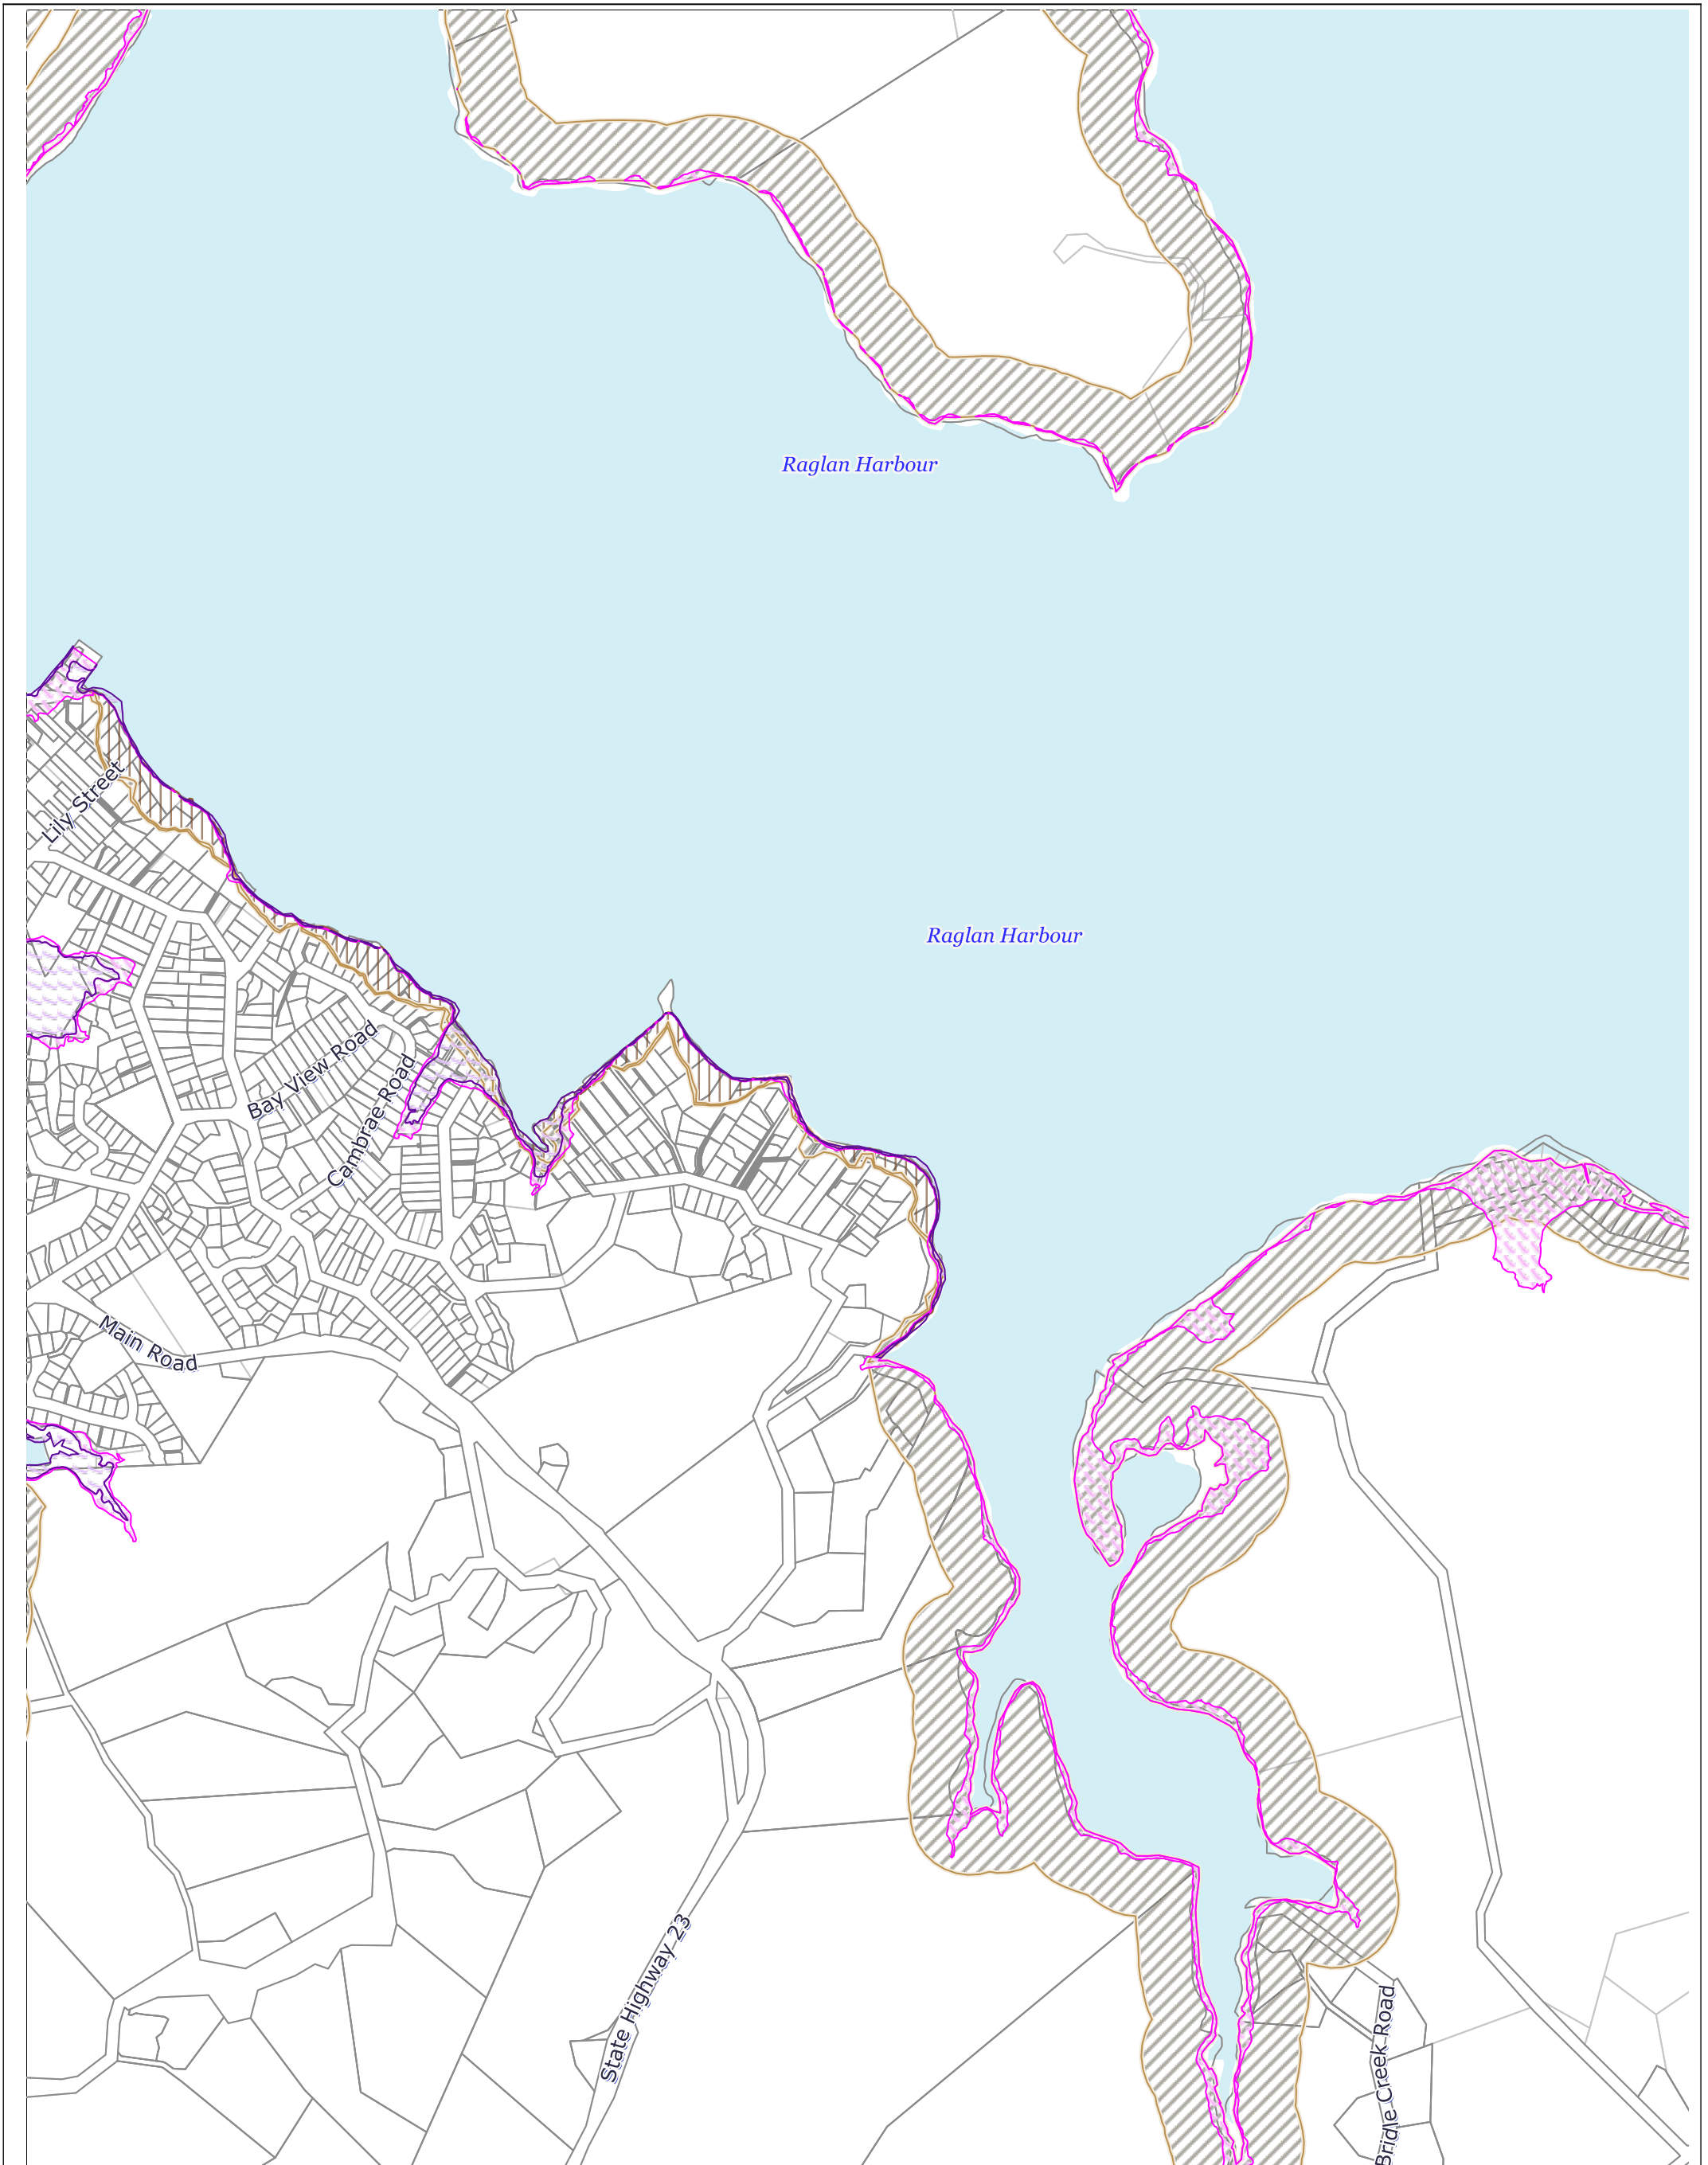 Raglan Harbour
Lily Street
Raglan Harbour
Bay View Road
Cambrae Road
Main Road
State Highway 23
Bridle Creek Road